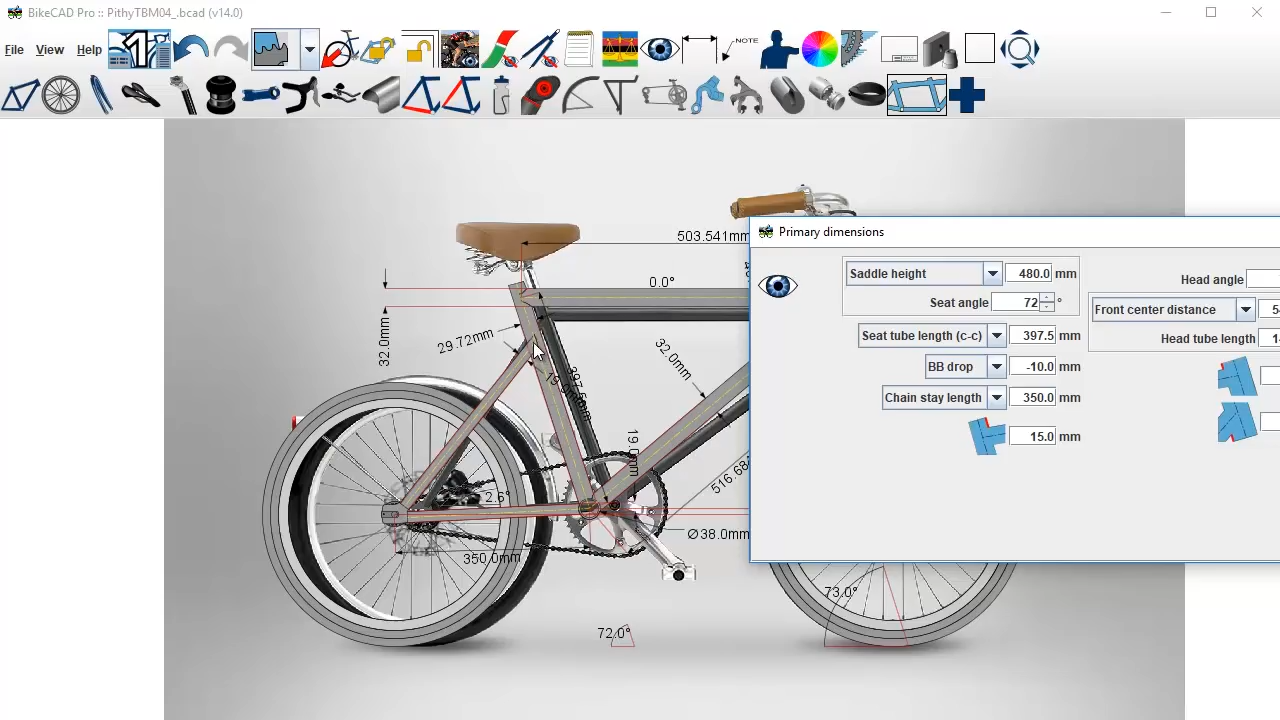 BikeCAD Pro :: PithyTBM04_.bcad (v14.0)
File View Help
NOTE
503.541mm
0.0°
32.0mm
29.72mm
32.0mm
19.0mm
2.6°
350.0mm
Ø38.0mm
73.0°
72.0°
Primary dimensions
Saddle height 480.0 mm
Seat angle 72 °
Seat tube length (c-c) 397.5 mm
BB drop -10.0 mm
Chain stay length 350.0 mm
15.0 mm
Head angle
Front center distance
Head tube length